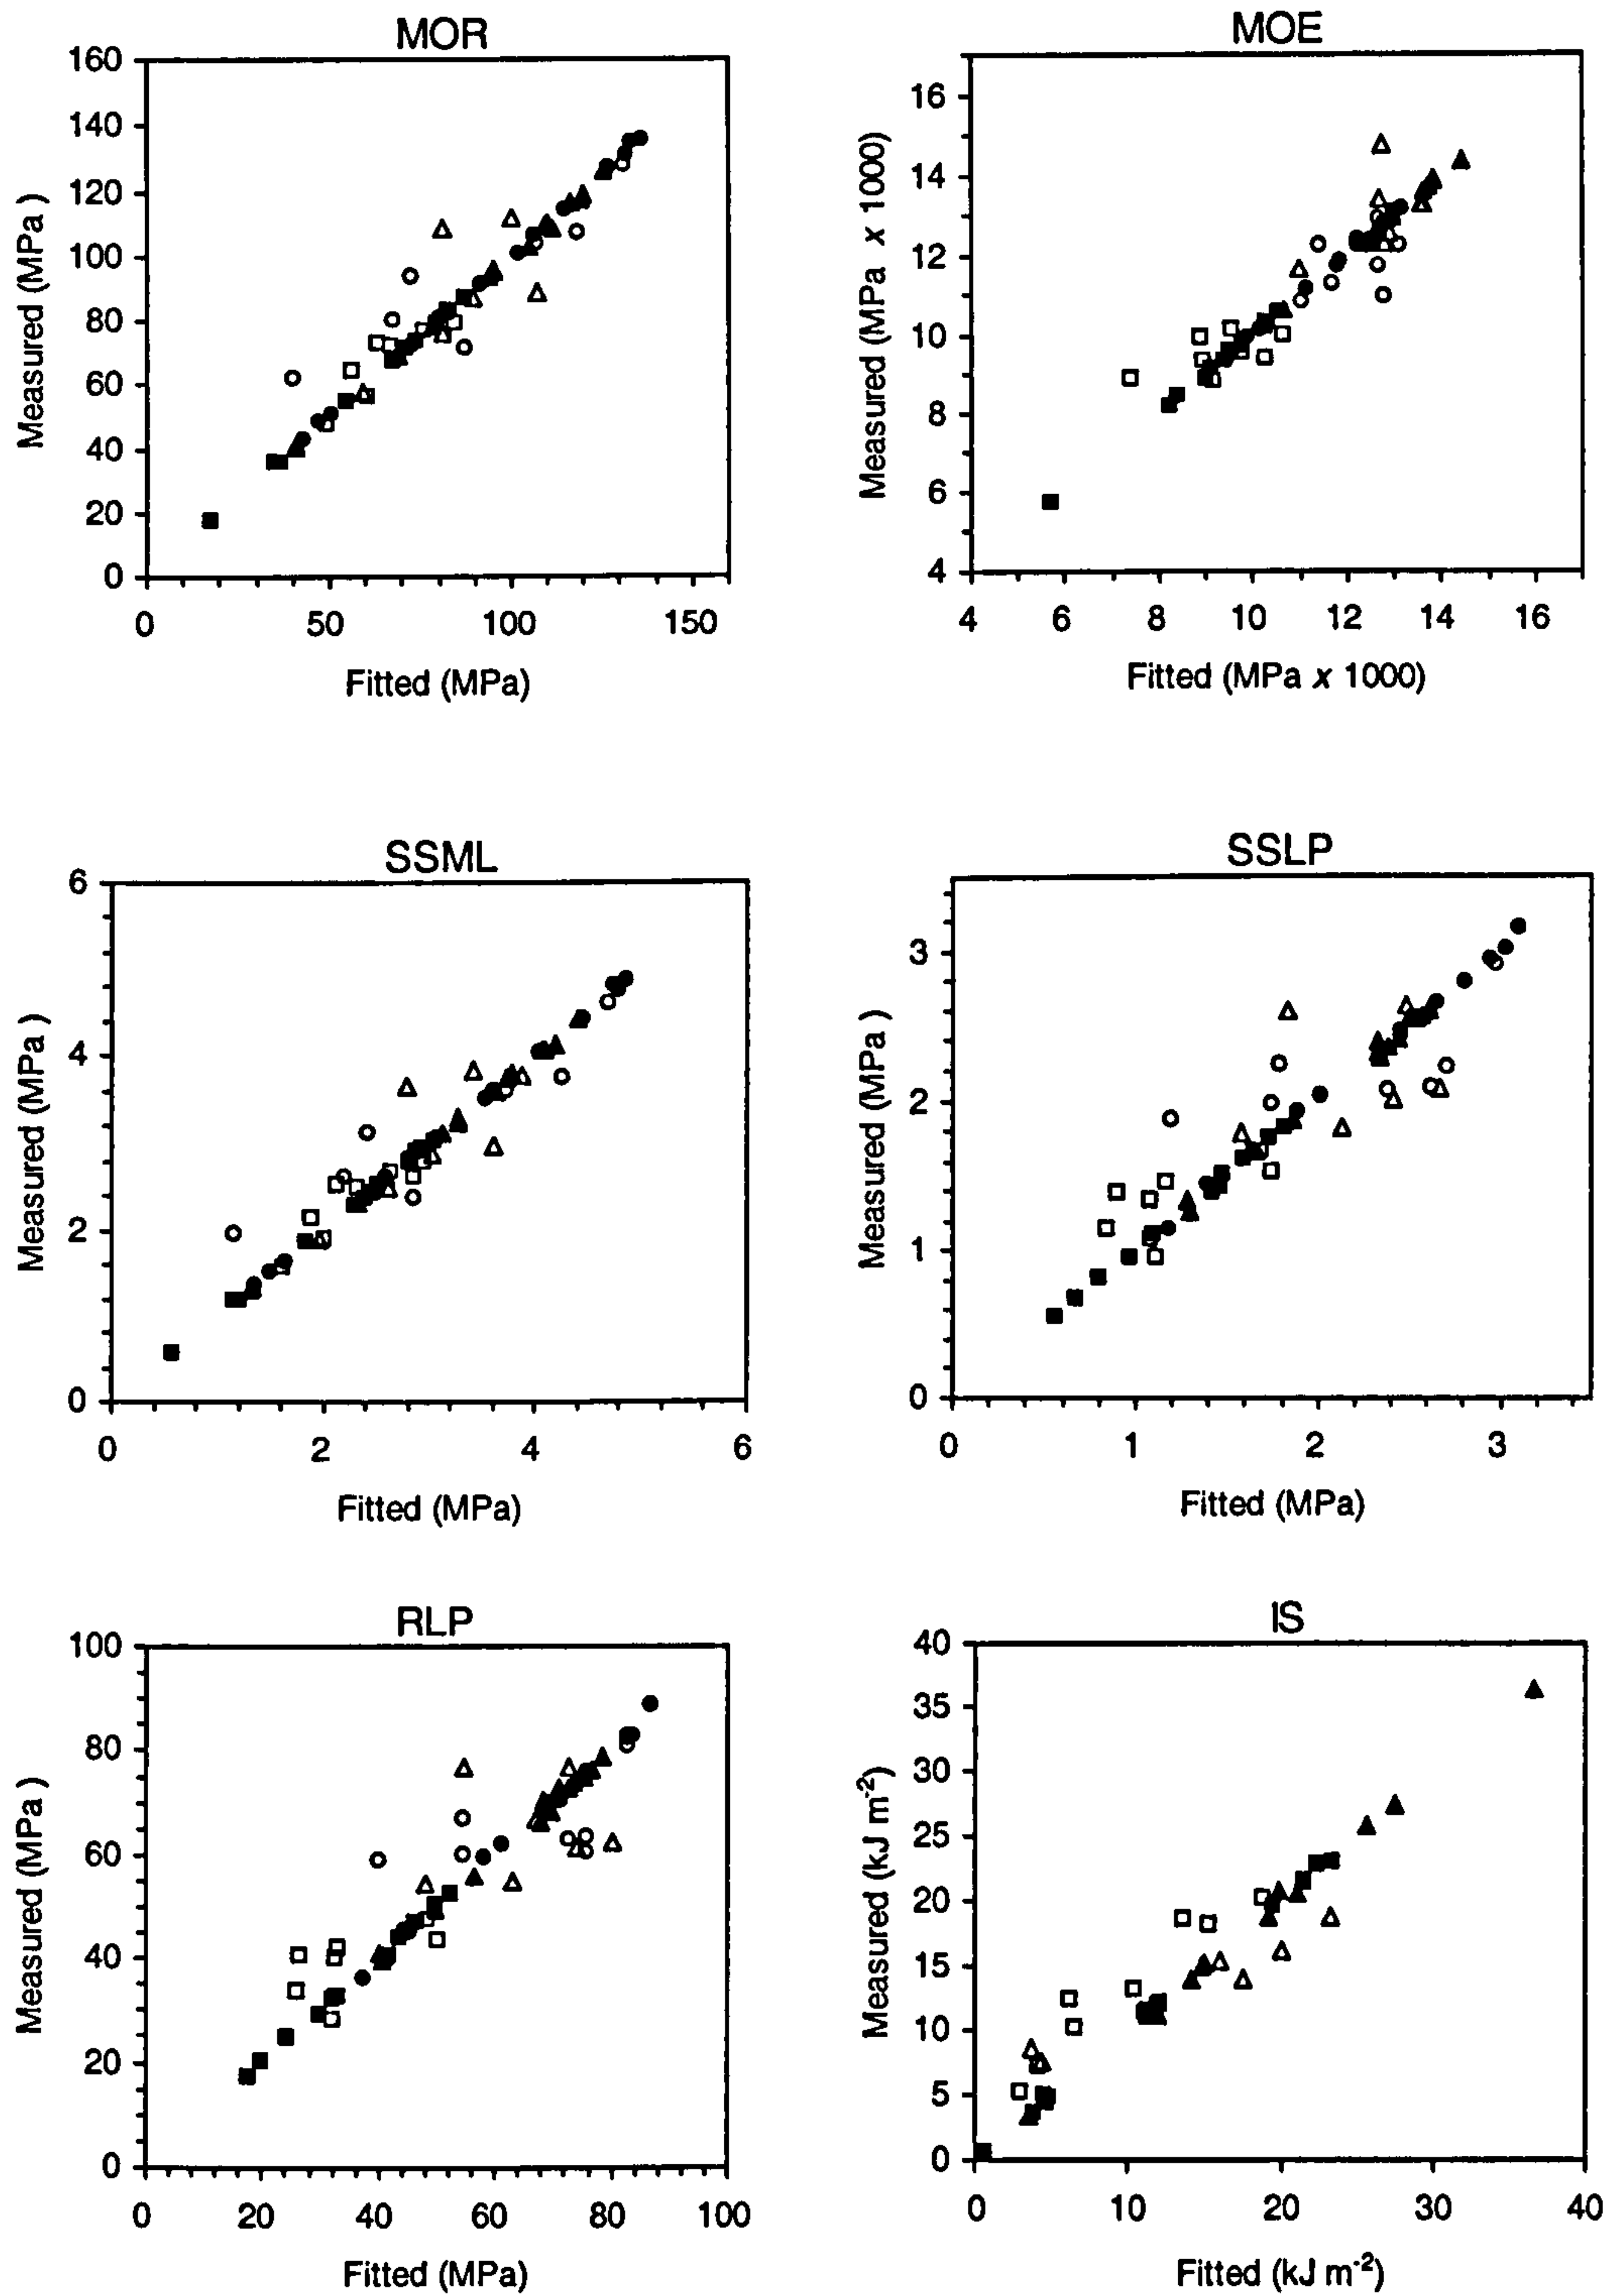 MOR
160
140
120
100
80
60
40
20
0
Measured (MPa )
0 50 100 150
Fitted (MPa)
MOE
16
14
12
10
8
6
4
Measured (MPa x 1000)
4 6 8 10 12 14 16
Fitted (MPa x 1000)
SSML
6
4
2
0
Measured (MPa )
0 2 4 6
Fitted (MPa)
SSLP
3
2
1
0
Measured (MPa )
0 1 2 3
Fitted (MPa)
RLP
100
80
60
40
20
0
Measured (MPa )
0 20 40 60 80 100
Fitted (MPa)
IS
40
35
30
25
20
15
10
5
0
Measured (kJ m⁻²)
0 10 20 30 40
Fitted (kJ m⁻²)